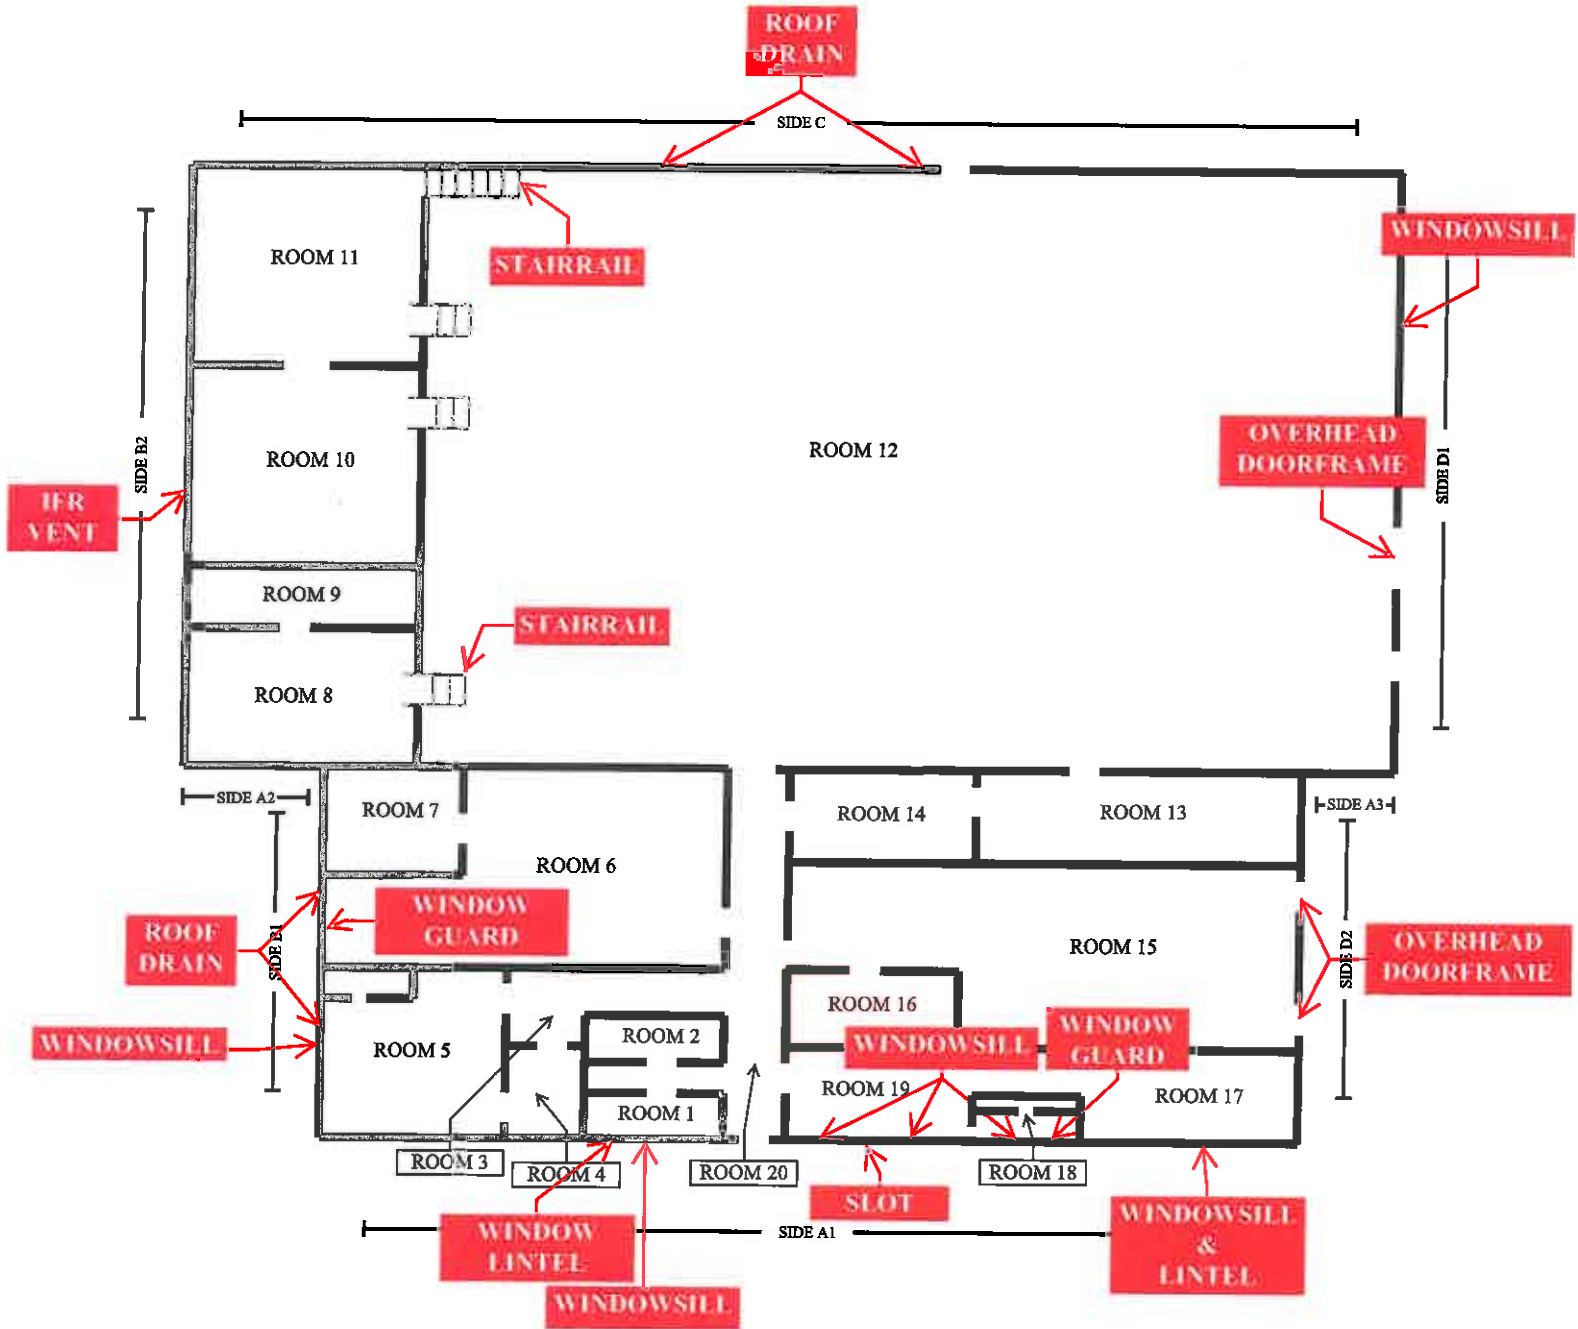 ROOF
DRAIN
SIDE C
WINDOWSILL
ROOM 11
STAIRRAIL
SIDE B2
ROOM 12
OVERHEAD
DOORFRAME
SIDE D1
ROOM 10
IFR
VENT
ROOM 9
STAIRRAIL
ROOM 8
SIDE A2
ROOM 7
ROOM 14
ROOM 13
SIDE A3
ROOM 6
WINDOW
GUARD
ROOF
DRAIN
SIDE B1
ROOM 15
SIDE D2
OVERHEAD
DOORFRAME
ROOM 16
WINDOWSILL
ROOM 5
ROOM 2
WINDOWSILL
WINDOW
GUARD
ROOM 19
ROOM 17
ROOM 1
ROOM 3
ROOM 4
ROOM 20
ROOM 18
SLOT
WINDOW
LINTEL
SIDE A1
WINDOWSILL
&
LINTEL
WINDOWSILL